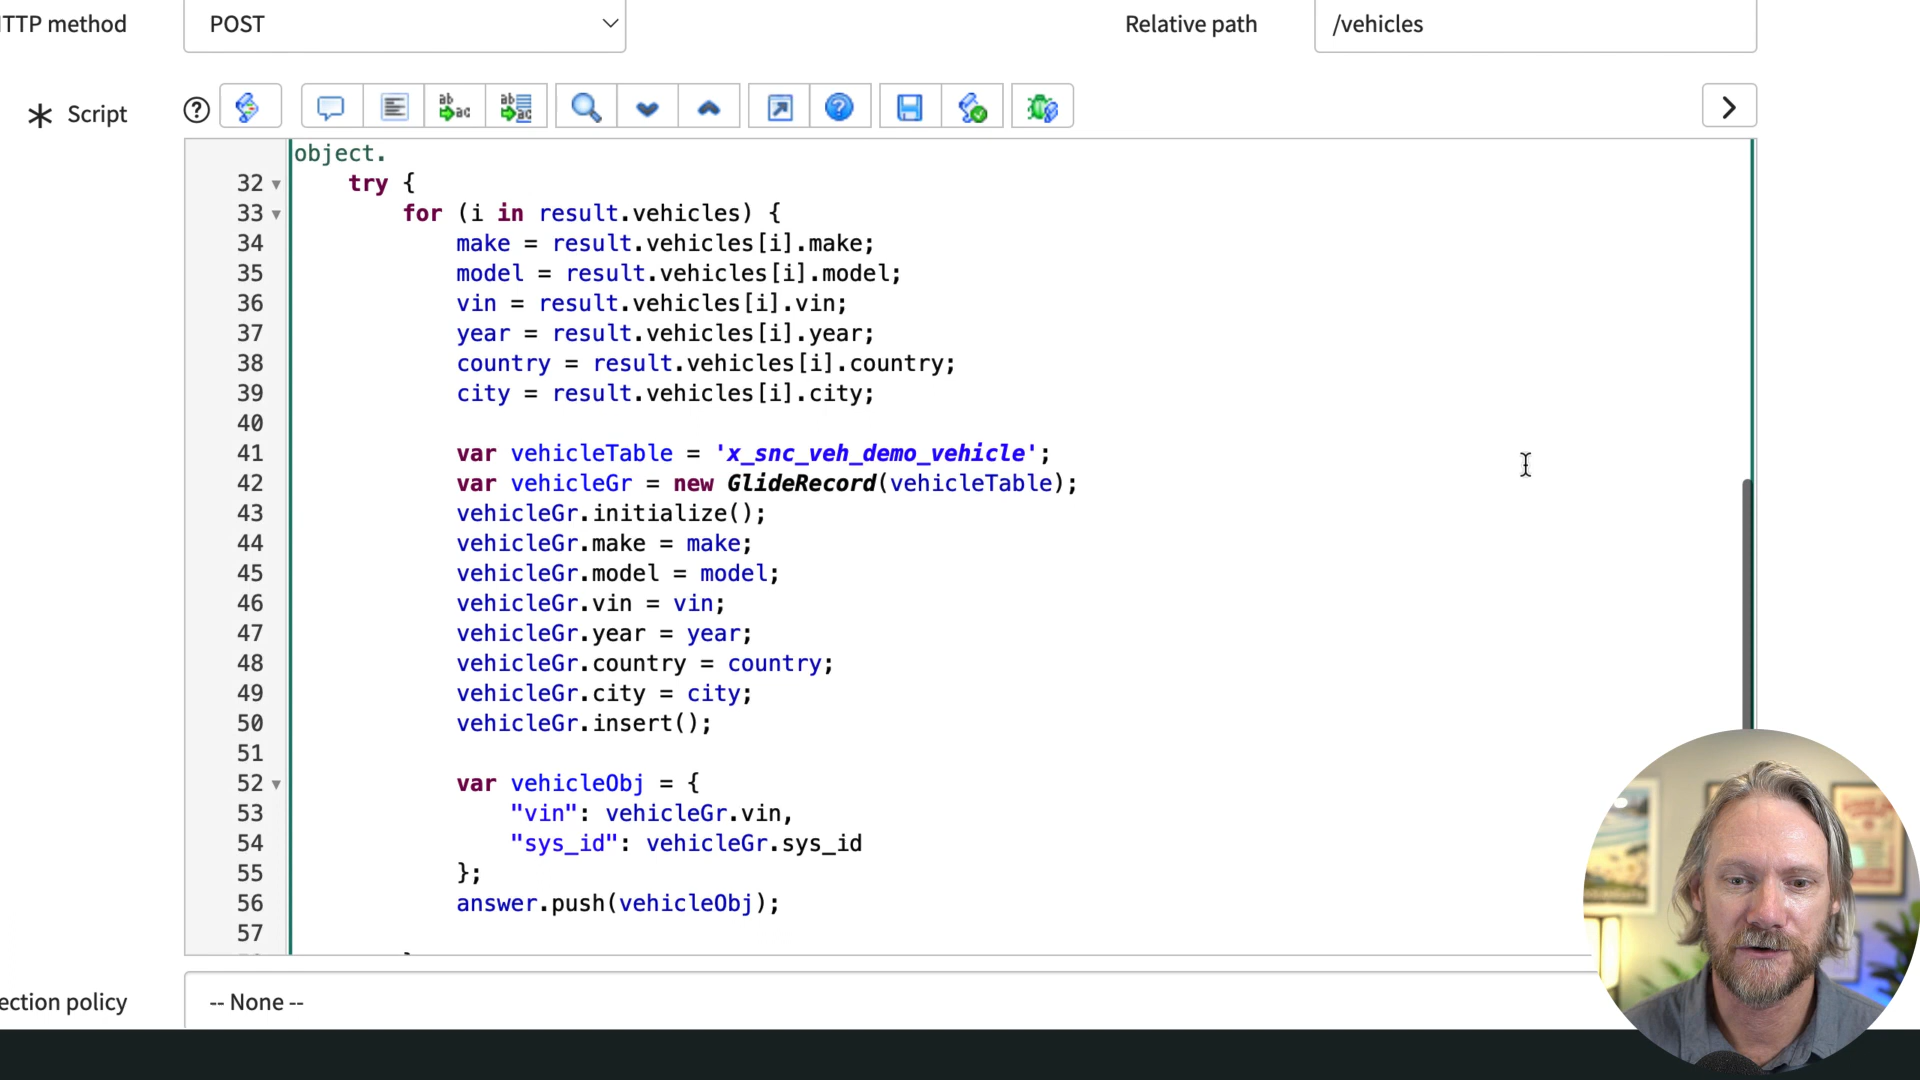 HTTP method
POST
Relative path
/vehicles
Script
object.
32 try {
33 for (i in result.vehicles) {
34 make = result.vehicles[i].make;
35 model = result.vehicles[i].model;
36 vin = result.vehicles[i].vin;
37 year = result.vehicles[i].year;
38 country = result.vehicles[i].country;
39 city = result.vehicles[i].city;
40
41 var vehicleTable = 'x_snc_veh_demo_vehicle';
42 var vehicleGr = new GlideRecord(vehicleTable);
43 vehicleGr.initialize();
44 vehicleGr.make = make;
45 vehicleGr.model = model;
46 vehicleGr.vin = vin;
47 vehicleGr.year = year;
48 vehicleGr.country = country;
49 vehicleGr.city = city;
50 vehicleGr.insert();
51
52 var vehicleObj = {
53 "vin": vehicleGr.vin,
54 "sys_id": vehicleGr.sys_id
55 };
56 answer.push(vehicleObj);
57
ection policy
-- None --